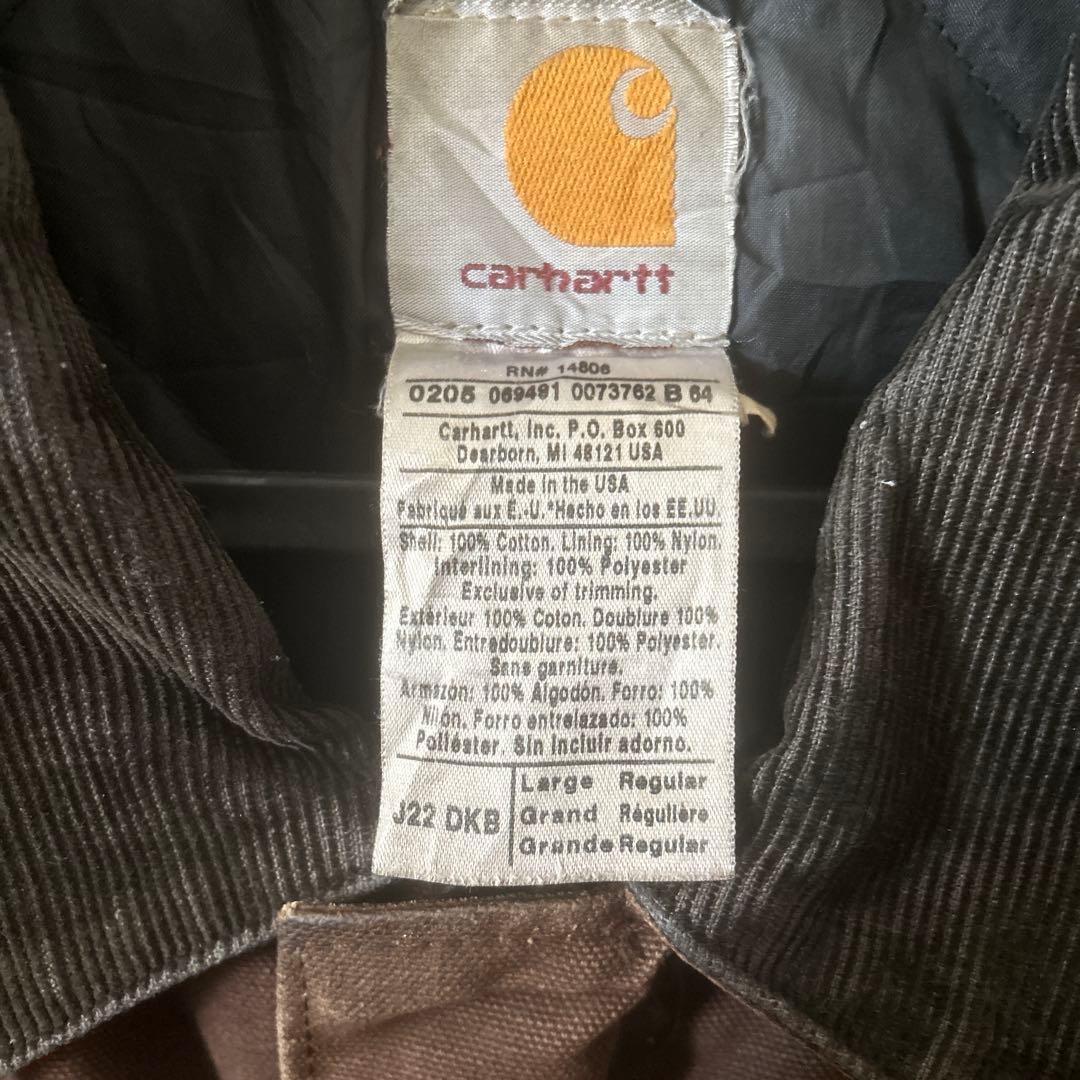 carhartt
RN# 14806
0205 069491 0073762 B 64
Carhartt, Inc. P.O. Box 600
Dearborn, MI 48121 USA
Made in the USA
Fabriqué aux E.-U.*Hecho en los EE.UU.
Shell: 100% Cotton. Lining: 100% Nylon.
Interlining: 100% Polyester
Exclusive of trimming.
Extérieur 100% Coton. Doublure 100%
Nylon. Entredoublure: 100% Polyester.
Sans garniture.
Armazon: 100% Algodón. Forro: 100%
Nilon. Forro entrelazado: 100%
Poliéster. Sin incluir adorno.
J22 DKB
Large Regular
Grand Régulière
Grande Regular